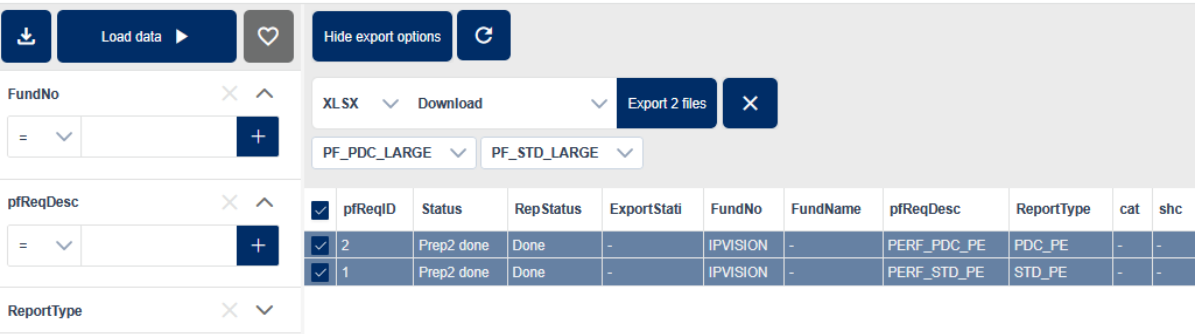 Load data
Hide export options
FundNo
=
+
XLSX Download Export 2 files
PF_PDC_LARGE PF_STD_LARGE
pfReqDesc
=
+
ReportType
pfReqID Status RepStatus ExportStati FundNo FundName pfReqDesc ReportType cat shc
2 Prep2 done Done - IPVISION - PERF_PDC_PE PDC_PE - -
1 Prep2 done Done - IPVISION - PERF_STD_PE STD_PE - -